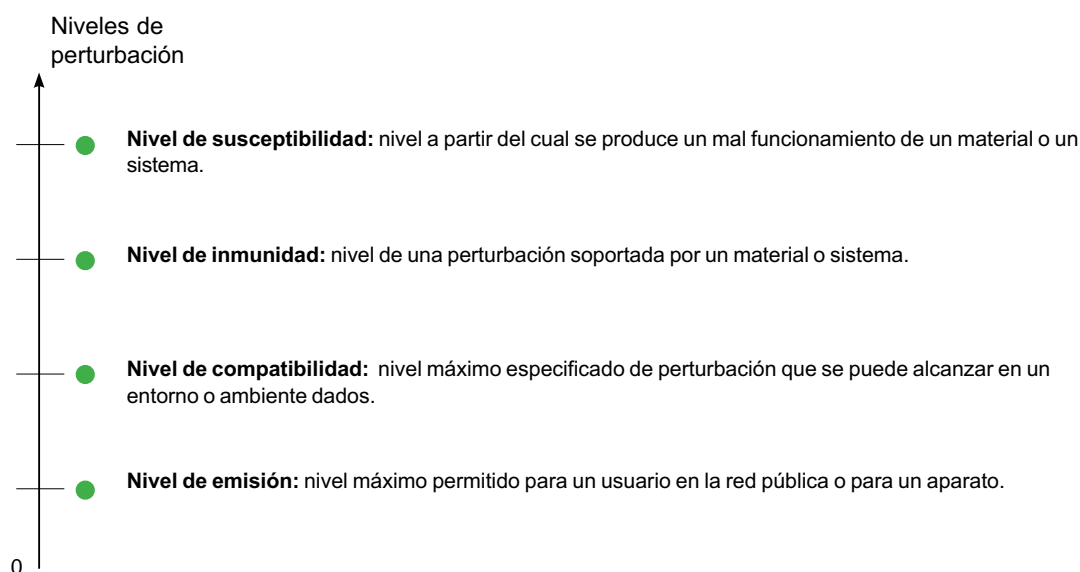 Niveles de
perturbación
Nivel de susceptibilidad: nivel a partir del cual se produce un mal funcionamiento de un material o un
sistema.
Nivel de inmunidad: nivel de una perturbación soportada por un material o sistema.
Nivel de compatibilidad: nivel máximo especificado de perturbación que se puede alcanzar en un
entorno o ambiente dados.
Nivel de emisión: nivel máximo permitido para un usuario en la red pública o para un aparato.
0